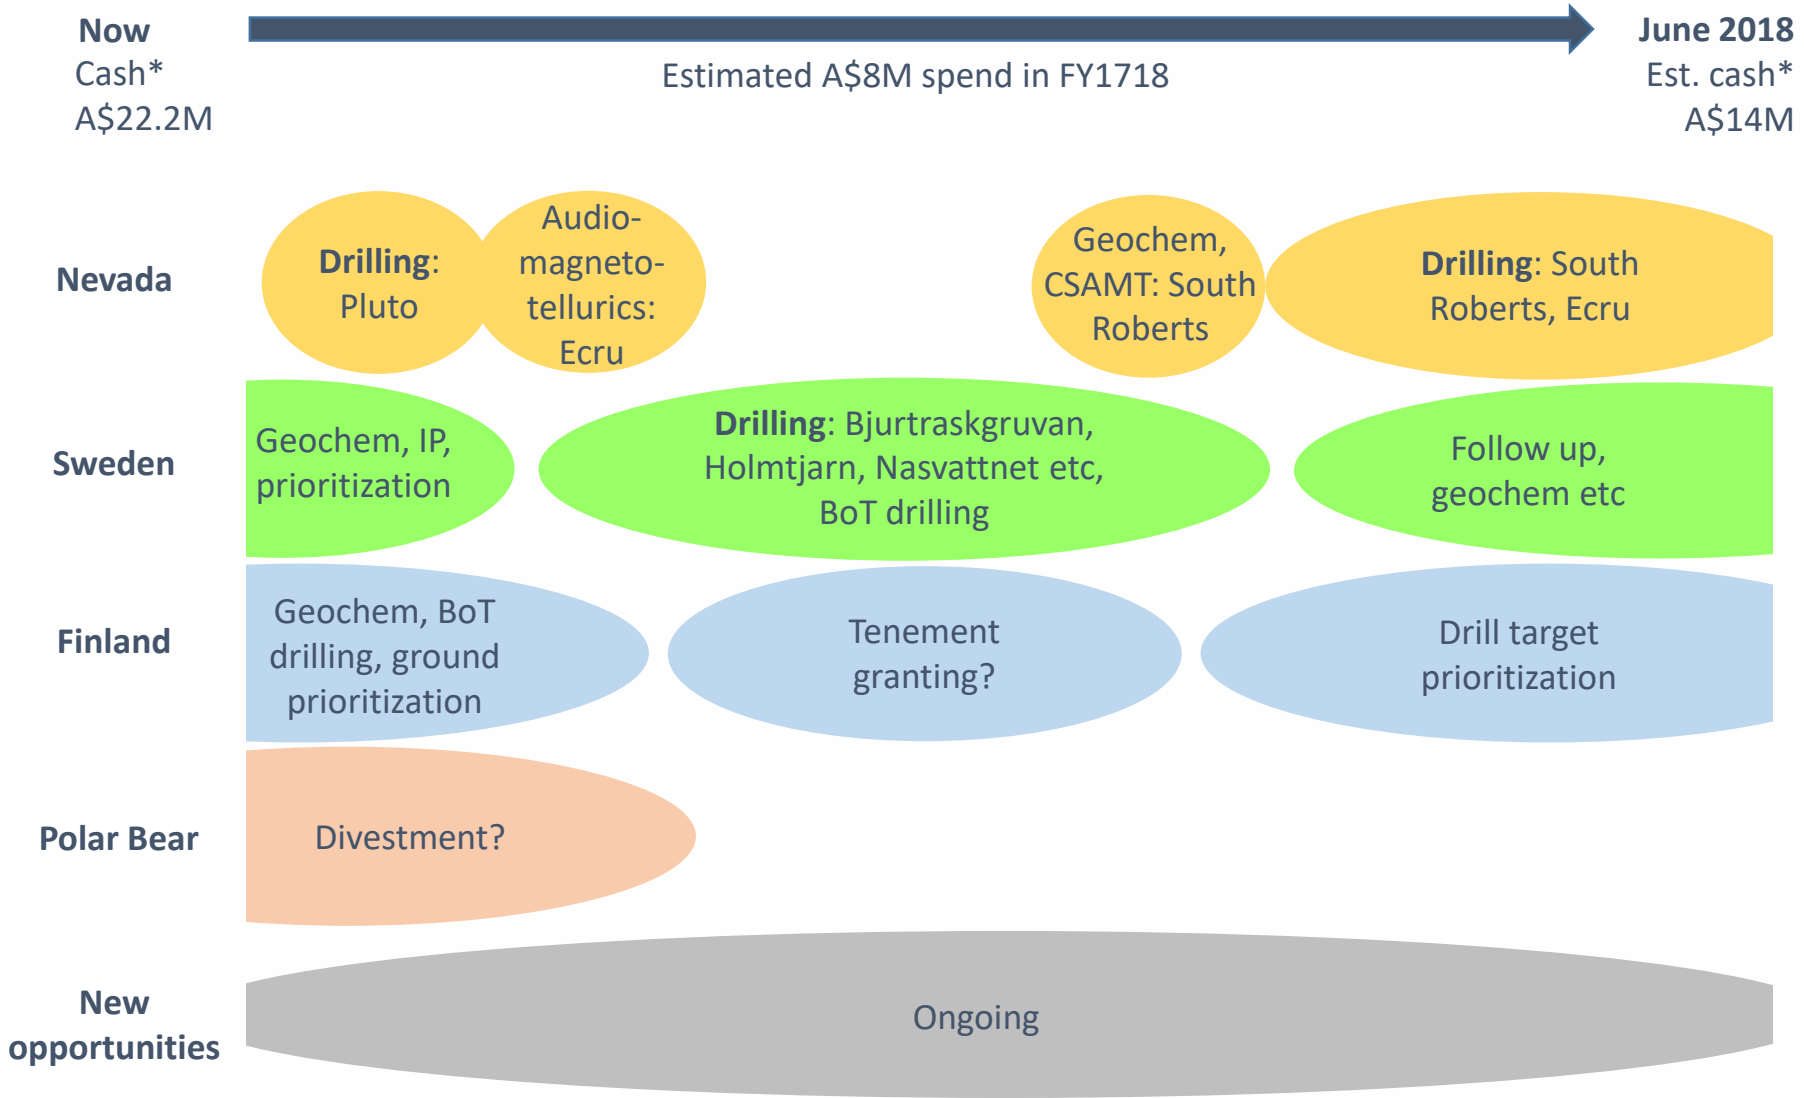 Now
Cash*
A$22.2M
Estimated A$8M spend in FY1718
June 2018
Est. cash*
A$14M
Nevada
Drilling:
Pluto
Audio-
magneto-
tellurics:
Ecru
Geochem,
CSAMT: South
Roberts
Drilling: South
Roberts, Ecru
Sweden
Geochem, IP,
prioritization
Drilling: Bjurtraskgruvan,
Holmtjarn, Nasvattnet etc,
BoT drilling
Follow up,
geochem etc
Finland
Geochem, BoT
drilling, ground
prioritization
Tenement
granting?
Drill target
prioritization
Polar Bear
Divestment?
New
opportunities
Ongoing